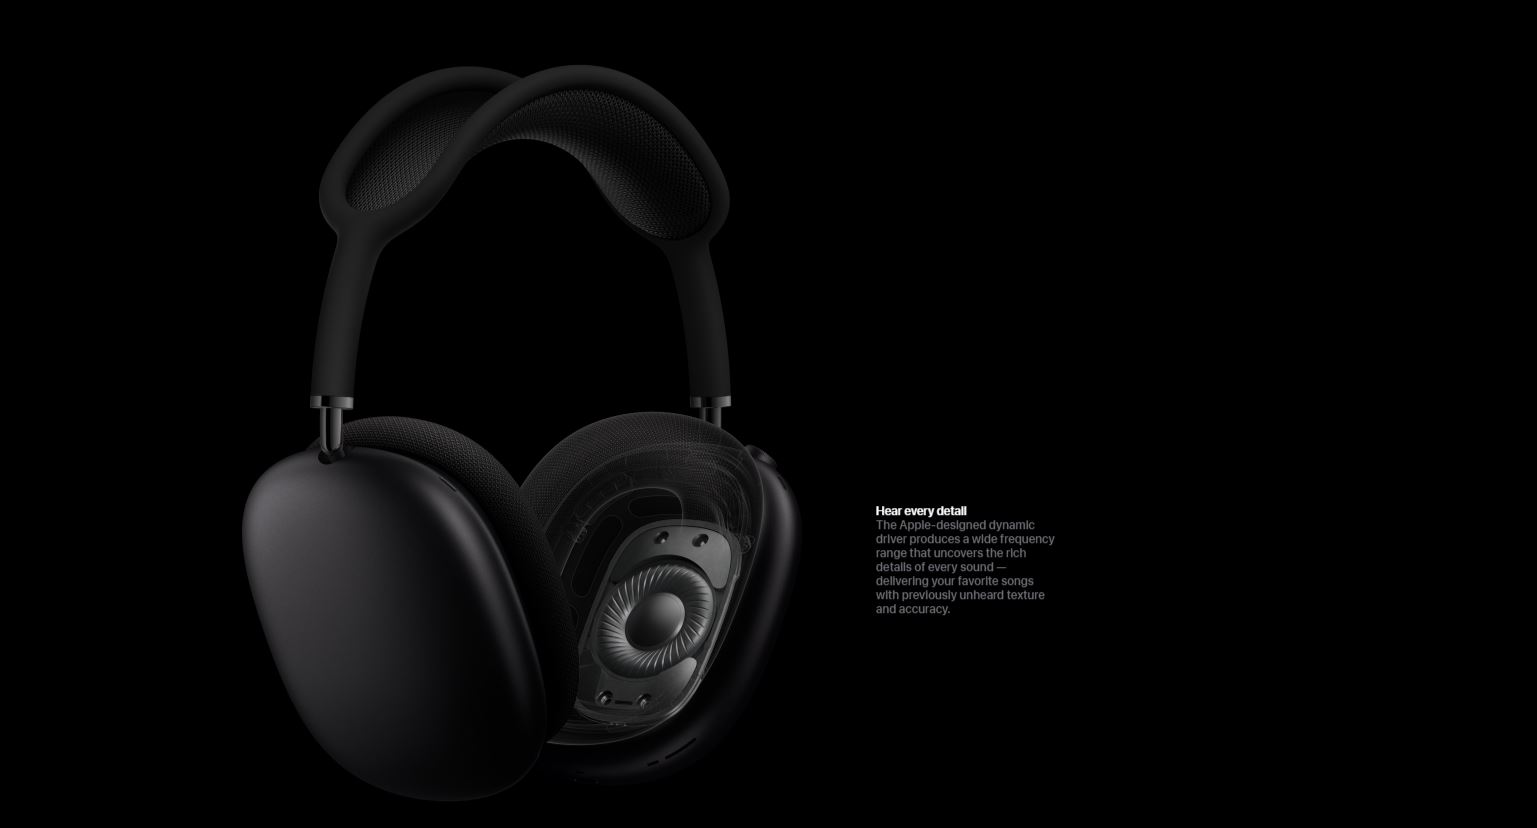 Hear every detail
The Apple-designed dynamic
driver produces a wide frequency
range that uncovers the rich
details of every sound —
delivering your favorite songs
with previously unheard texture
and accuracy.